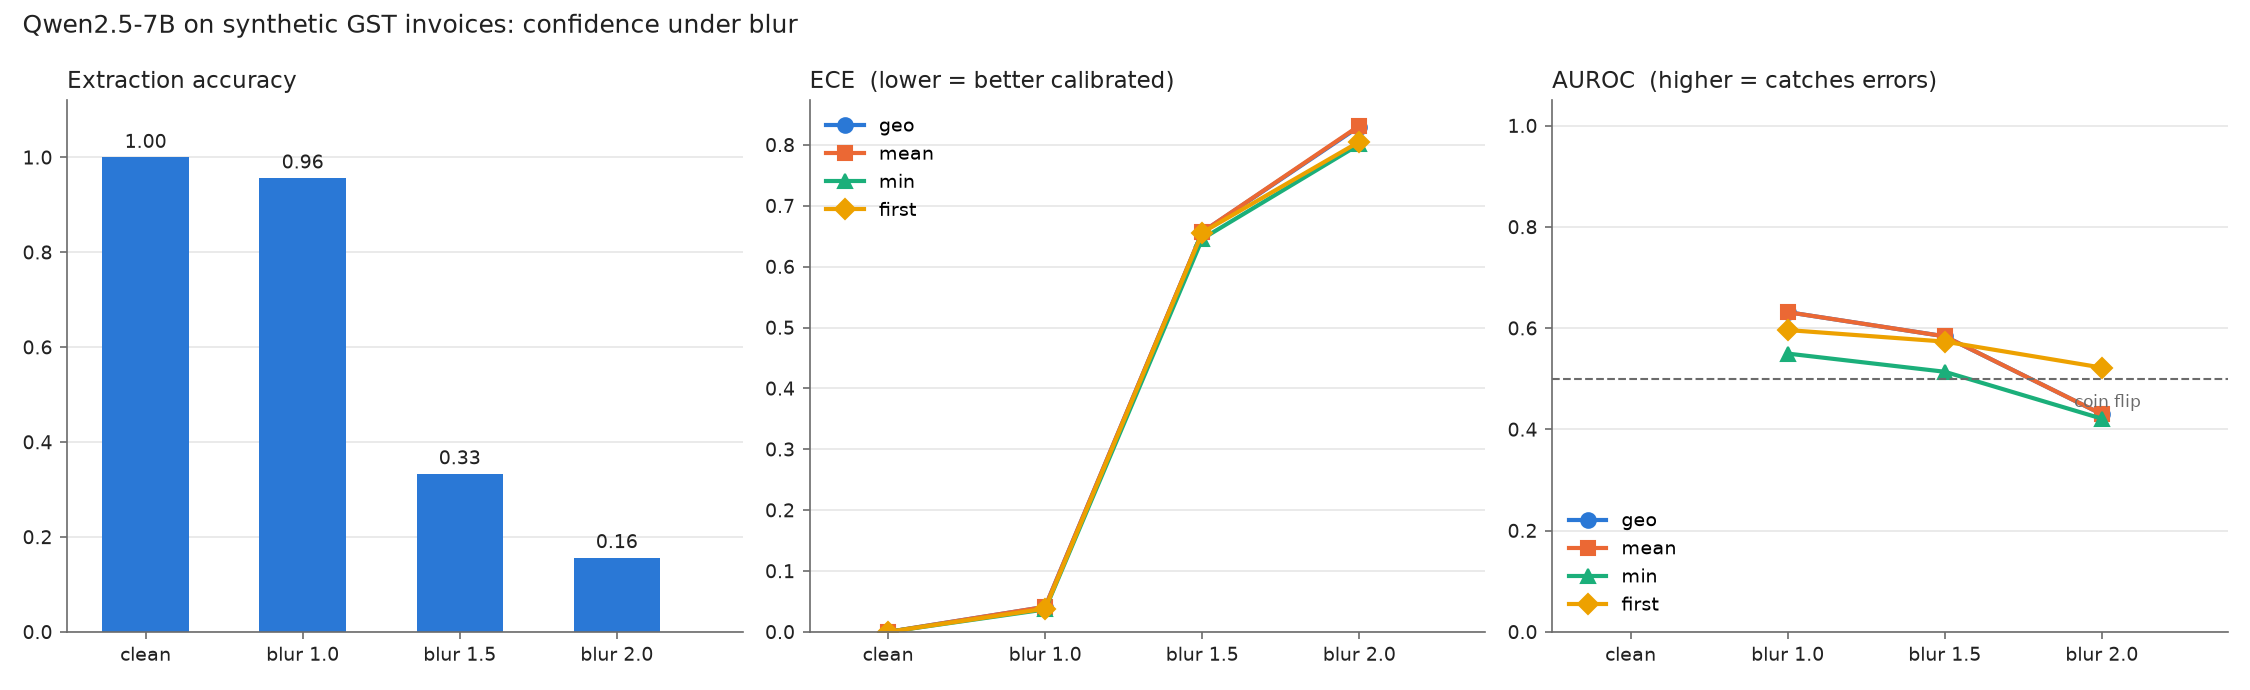 Qwen2.5-7B on synthetic GST invoices: confidence under blur
Extraction accuracy
1.0
0.8
0.6
0.4
0.2
0.0
1.00
0.96
0.33
0.16
clean
blur 1.0
blur 1.5
blur 2.0
ECE (lower = better calibrated)
geo
mean
min
first
0.8
0.7
0.6
0.5
0.4
0.3
0.2
0.1
0.0
clean
blur 1.0
blur 1.5
blur 2.0
AUROC (higher = catches errors)
1.0
0.8
0.6
0.4
0.2
0.0
coin flip
geo
mean
min
first
clean
blur 1.0
blur 1.5
blur 2.0